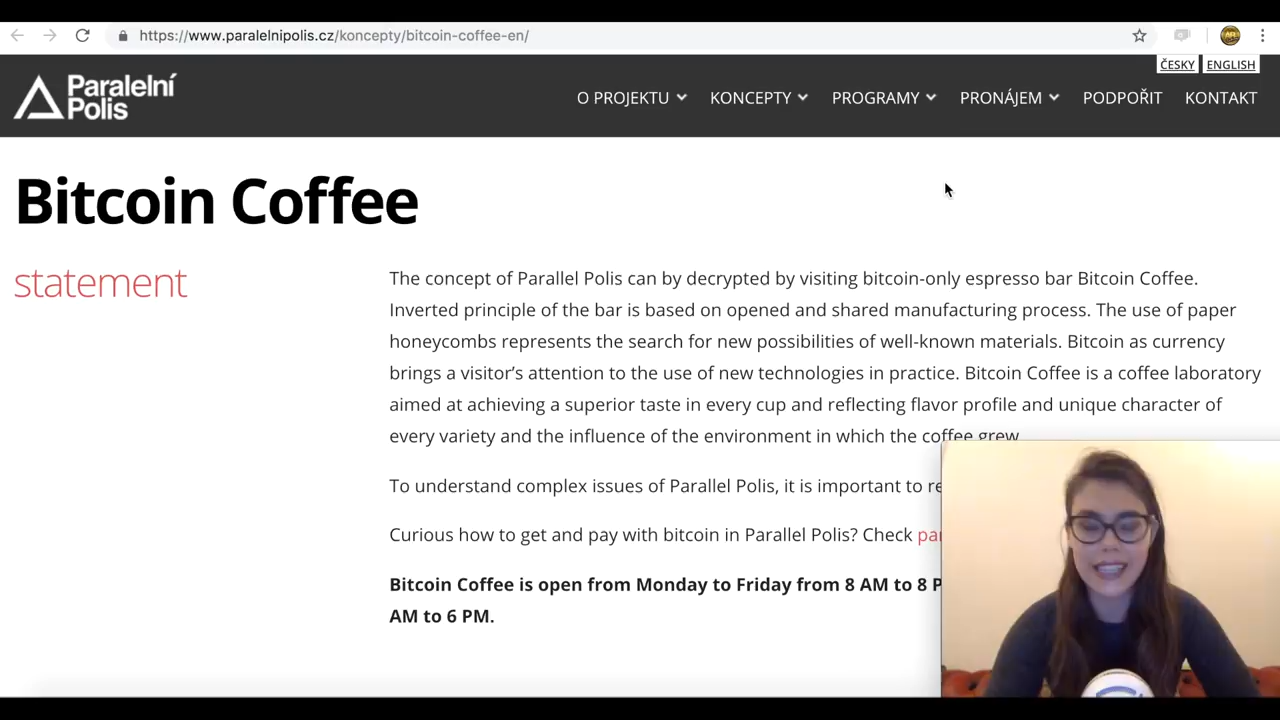 https://www.paralelnipolis.cz/koncepty/bitcoin-coffee-en/
ČESKY ENGLISH
Paralelní
Polis
O PROJEKTU KONCEPTY PROGRAMY PRONÁJEM PODPOŘIT KONTAKT
Bitcoin Coffee
statement
The concept of Parallel Polis can by decrypted by visiting bitcoin-only espresso bar Bitcoin Coffee.
Inverted principle of the bar is based on opened and shared manufacturing process. The use of paper
honeycombs represents the search for new possibilities of well-known materials. Bitcoin as currency
brings a visitor’s attention to the use of new technologies in practice. Bitcoin Coffee is a coffee laboratory
aimed at achieving a superior taste in every cup and reflecting flavor profile and unique character of
every variety and the influence of the environment in which the coffee grew
To understand complex issues of Parallel Polis, it is important to
Curious how to get and pay with bitcoin in Parallel Polis? Check
Bitcoin Coffee is open from Monday to Friday from 8 AM to 8
AM to 6 PM.